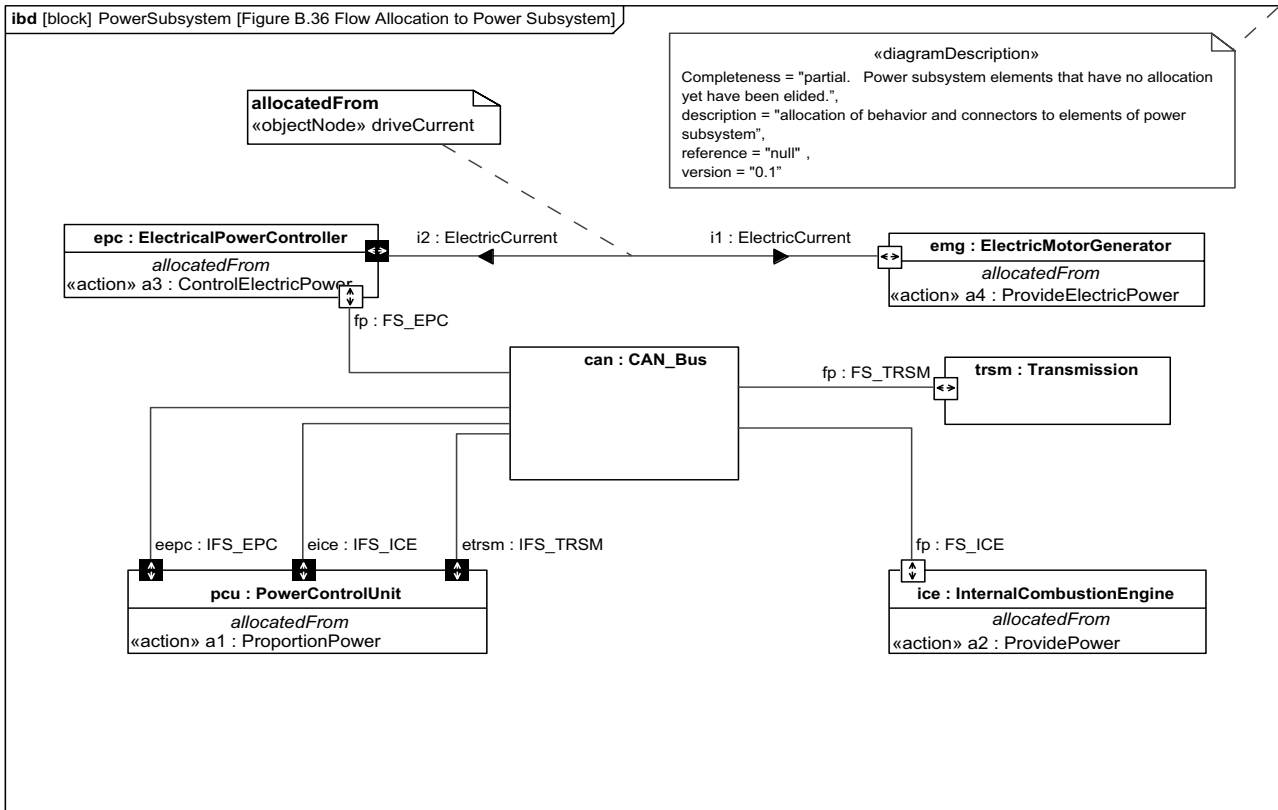 ibd [block] PowerSubsystem [Figure B.36 Flow Allocation to Power Subsystem]
«diagramDescription»
Completeness = "partial. Power subsystem elements that have no allocation
yet have been elided.”,
description = "allocation of behavior and connectors to elements of power
subsystem”,
reference = "null" ,
version = "0.1”
allocatedFrom
«objectNode» driveCurrent
epc : ElectricalPowerController
allocatedFrom
«action» a3 : ControlElectricPower
i2 : ElectricCurrent
i1 : ElectricCurrent
emg : ElectricMotorGenerator
allocatedFrom
«action» a4 : ProvideElectricPower
fp : FS_EPC
can : CAN_Bus
fp : FS_TRSM
trsm : Transmission
eepc : IFS_EPC
eice : IFS_ICE
etrsm : IFS_TRSM
fp : FS_ICE
pcu : PowerControlUnit
allocatedFrom
«action» a1 : ProportionPower
ice : InternalCombustionEngine
allocatedFrom
«action» a2 : ProvidePower